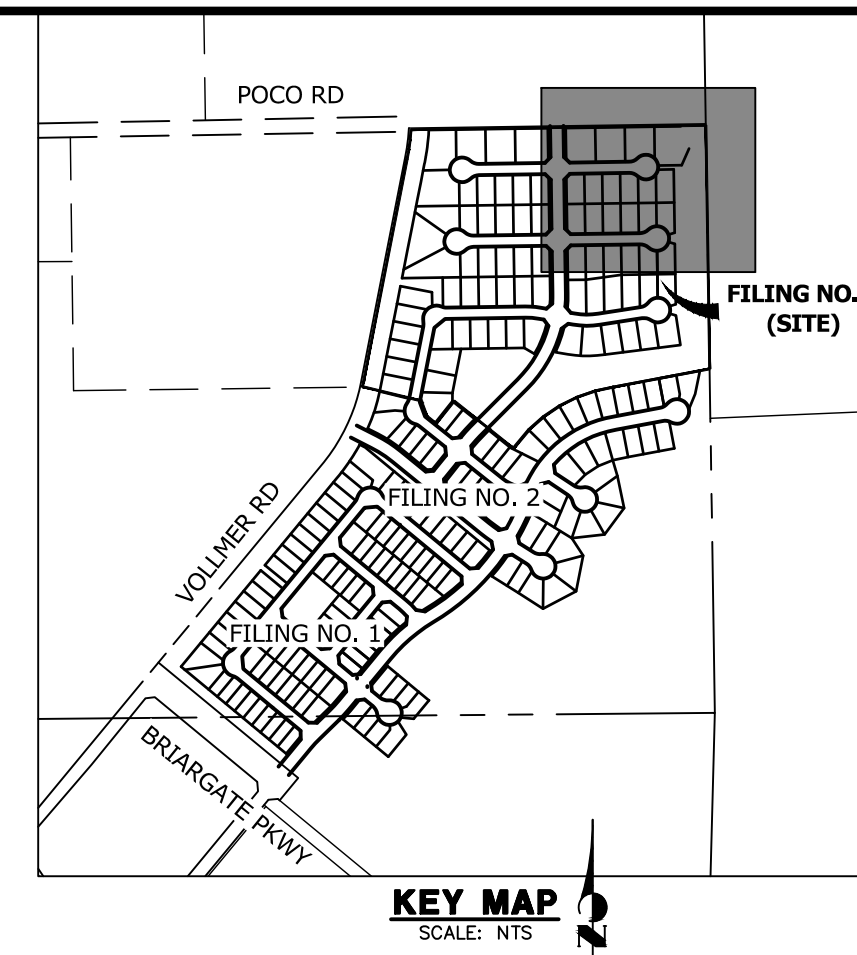 POCO RD
FILING NO.
(SITE)
FILING NO. 2
VOLLMER RD
FILING NO. 1
BRIARGATE PKWY
KEY MAP
SCALE: NTS
N